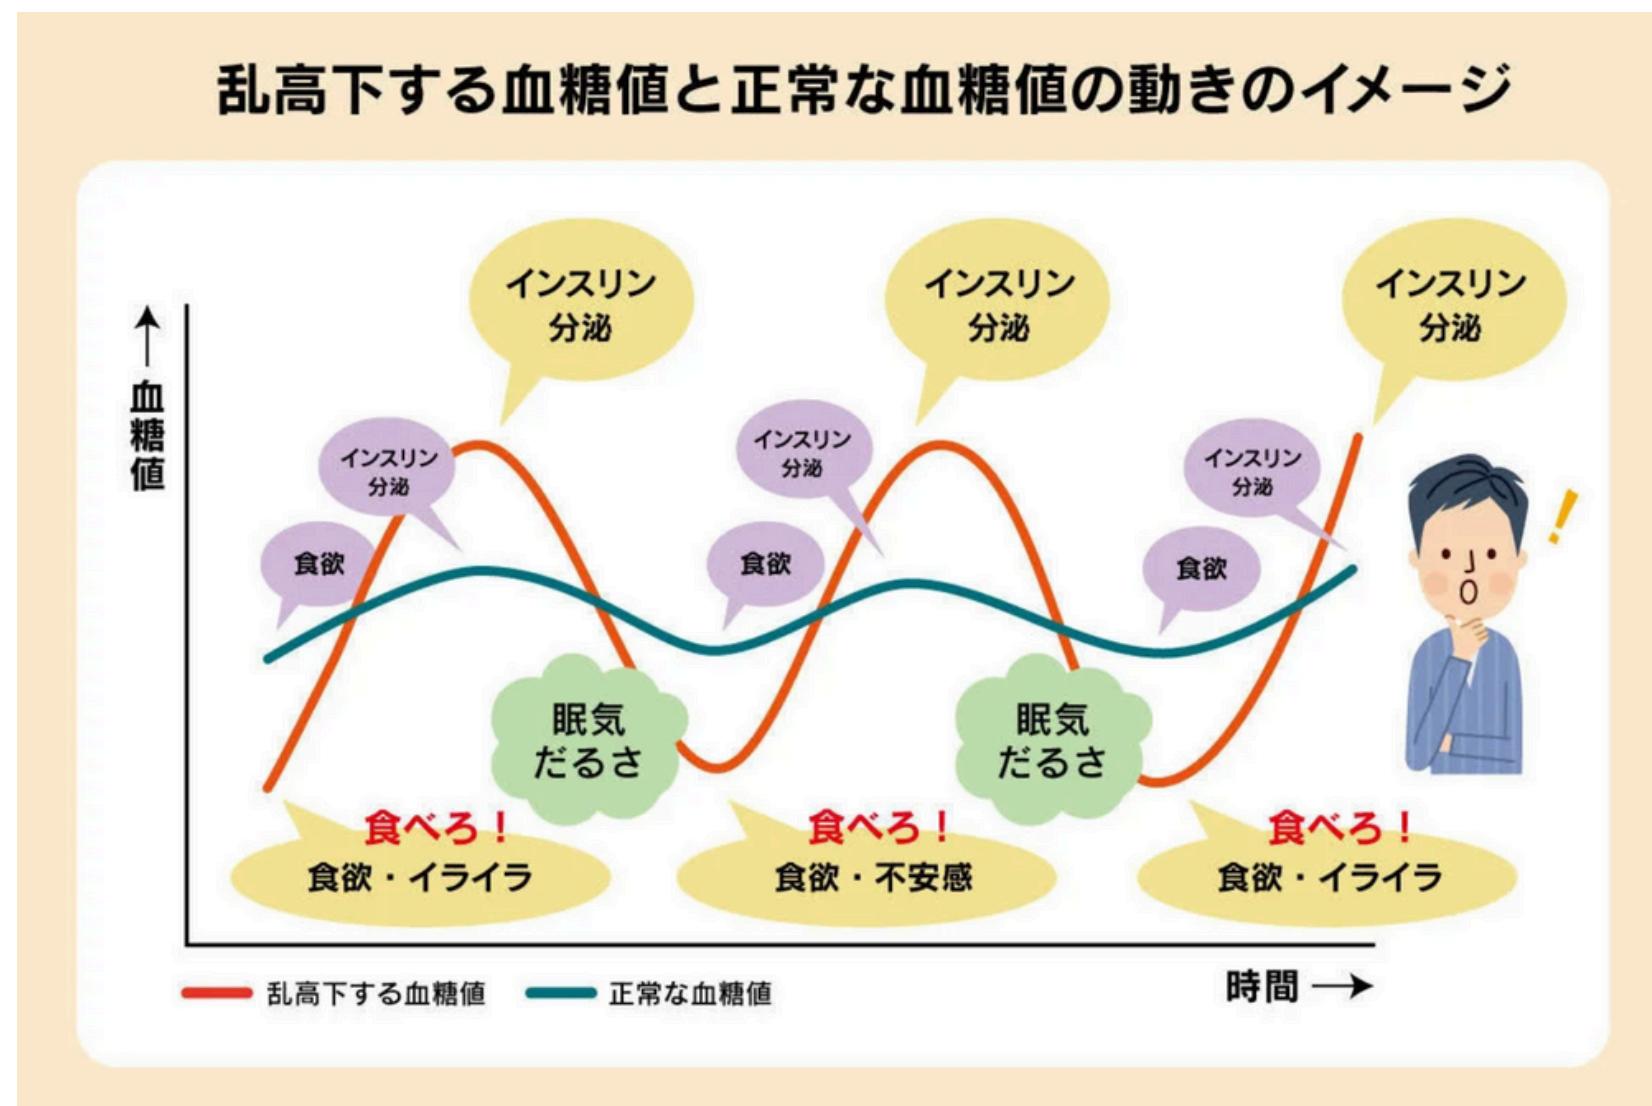 乱高下する血糖値と正常な血糖値の動きのイメージ
↑血糖値
インスリン
分泌
インスリン
分泌
インスリン
分泌
インスリン
分泌
インスリン
分泌
インスリン
分泌
食欲
食欲
食欲
眠気
だるさ
眠気
だるさ
食べろ！
食欲・イライラ
食べろ！
食欲・不安感
食べろ！
食欲・イライラ
時間→
乱高下する血糖値
正常な血糖値